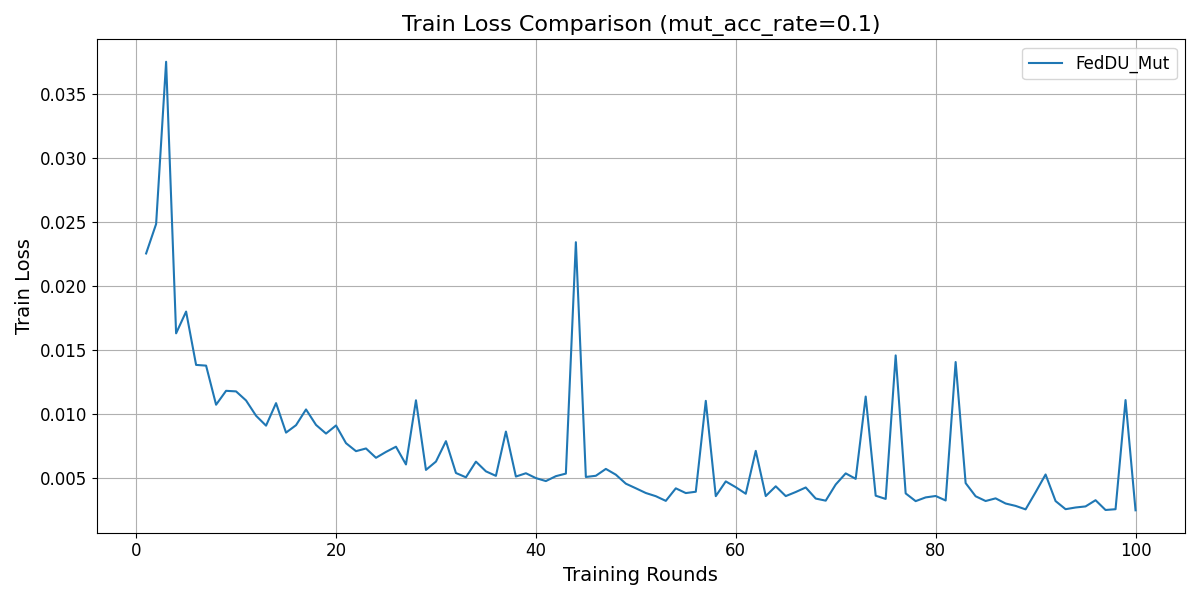 Train Loss Comparison (mut_acc_rate=0.1)
FedDU_Mut
Train Loss
0.035
0.030
0.025
0.020
0.015
0.010
0.005
0 20 40 60 80 100
Training Rounds